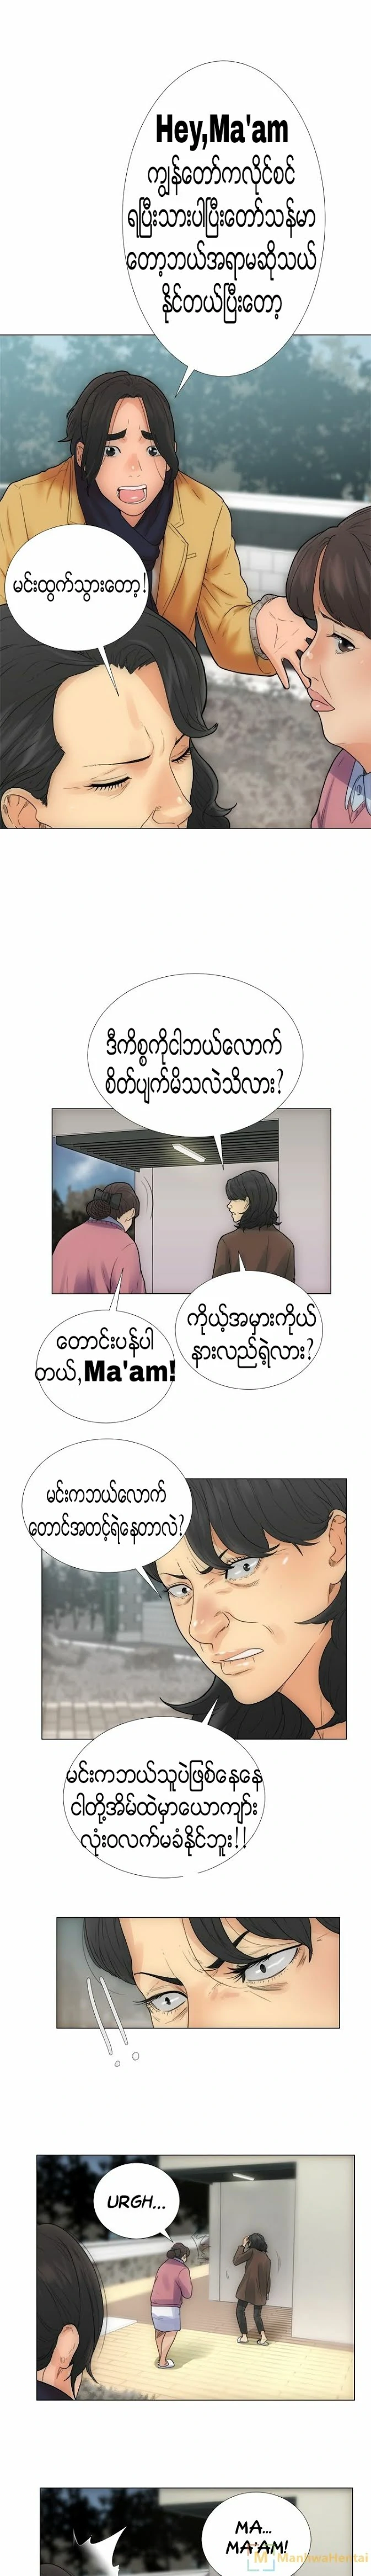 Hey,Ma'am
ကျွန်တော်ကလိုင်စင်
ရပြီးသားပါပြီးတော်သန်မာ
တော့ဘယ်အရာမဆိုသယ်
နိုင်တယ်ပြီးတော့
မင်းထွက်သွားတော့!
ဒီကိစ္စကိုငါဘယ်လောက်
စိတ်ပျက်မိသလဲသိလား?
ကိုယ့်အမှားကိုယ်
နားလည်ရဲ့လား?
တောင်းပန်ပါ
တယ်,Ma'am!
မင်းကဘယ်လောက်
တောင်အတင့်ရဲနေတာလဲ?
မင်းကဘယ်သူပဲဖြစ်နေနေ
ငါတို့အိမ်ထဲမှာယောကျာ်း
လုံးဝလက်မခံနိုင်ဘူး!!
URGH...
MA...
MA'AM!
M ManhwaHentai